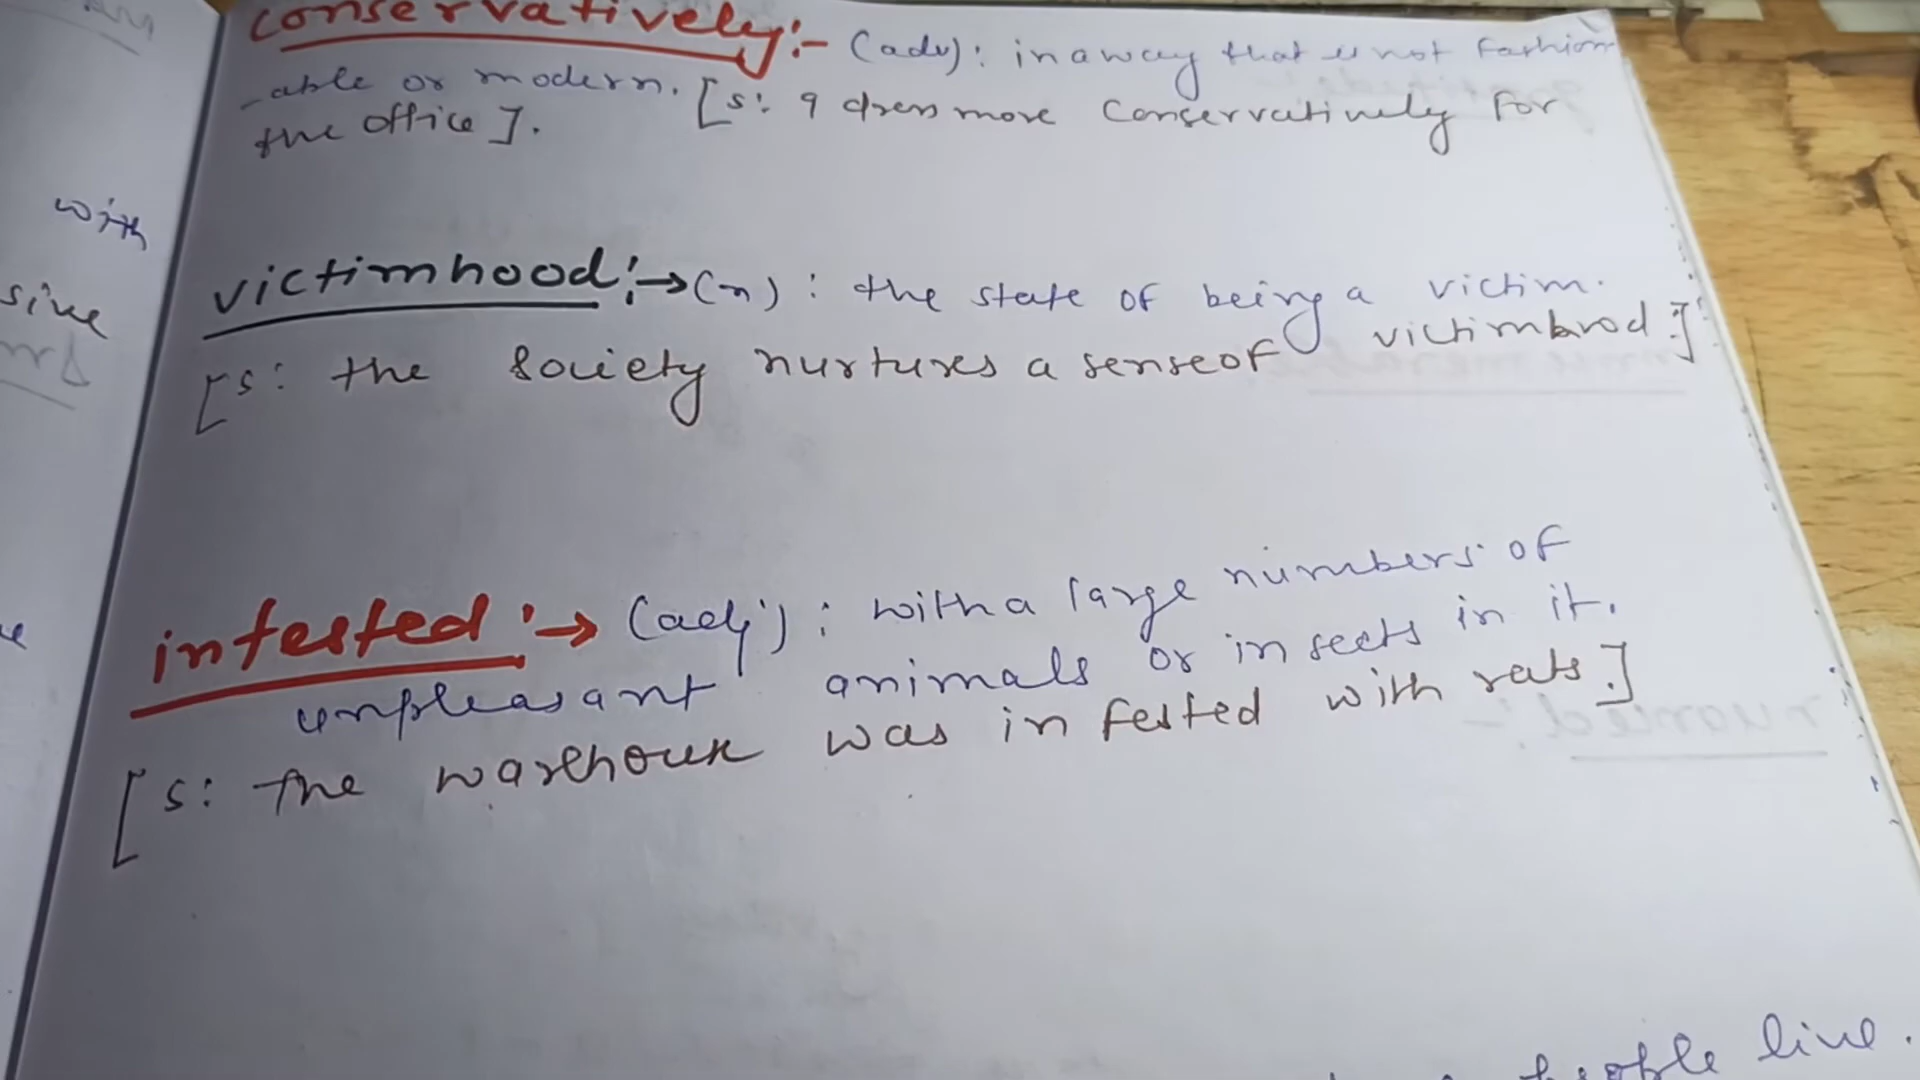 with
sive
conservatively:- (adv): in a way that is not fashion
-able or modern. [s: I dress more conservatively for
the office].
victimhood:→(n): the state of being a victim.
[s: the society nurtures a sense of victimhood.]
infested:→ (adj): with a large numbers of
unpleasant animals or insects in it.
[s: The warehouse was infested with rats.]
people live.